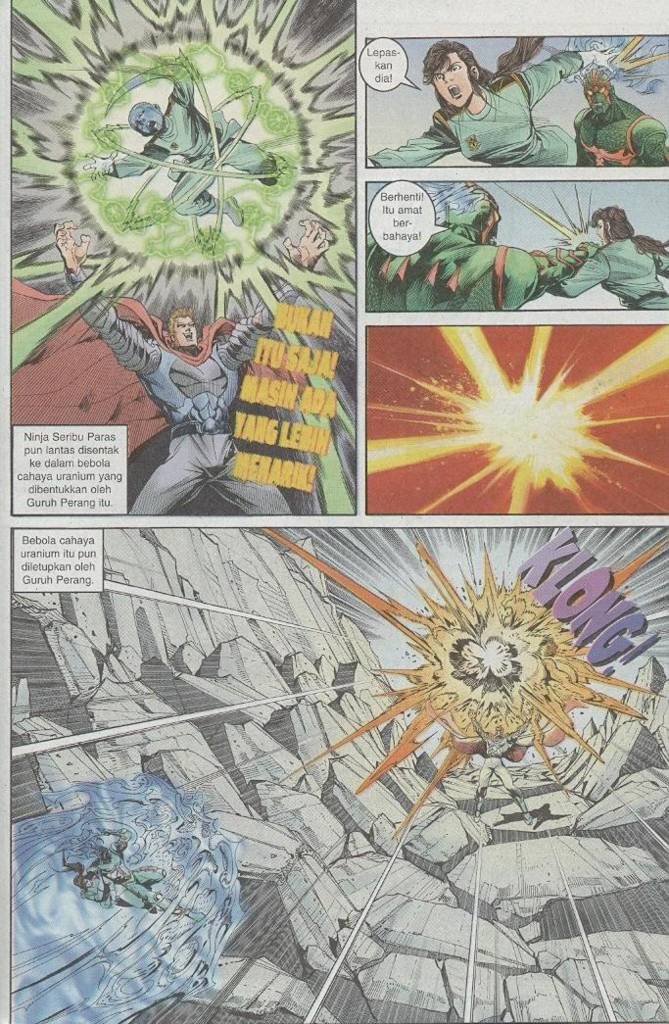 BUKAN
ITU SAJA!
MASIH ADA
YANG LEBIH
MENARIK!
Ninja Seribu Paras
pun lantas disentak
ke dalam bebola
cahaya uranium yang
dibentukkan oleh
Guruh Perang itu.
Lepas-
kan
dia!
Berhenti!
Itu amat
ber-
bahaya!
Bebola cahaya
uranium itu pun
diletupkan oleh
Guruh Perang.
KLONG!